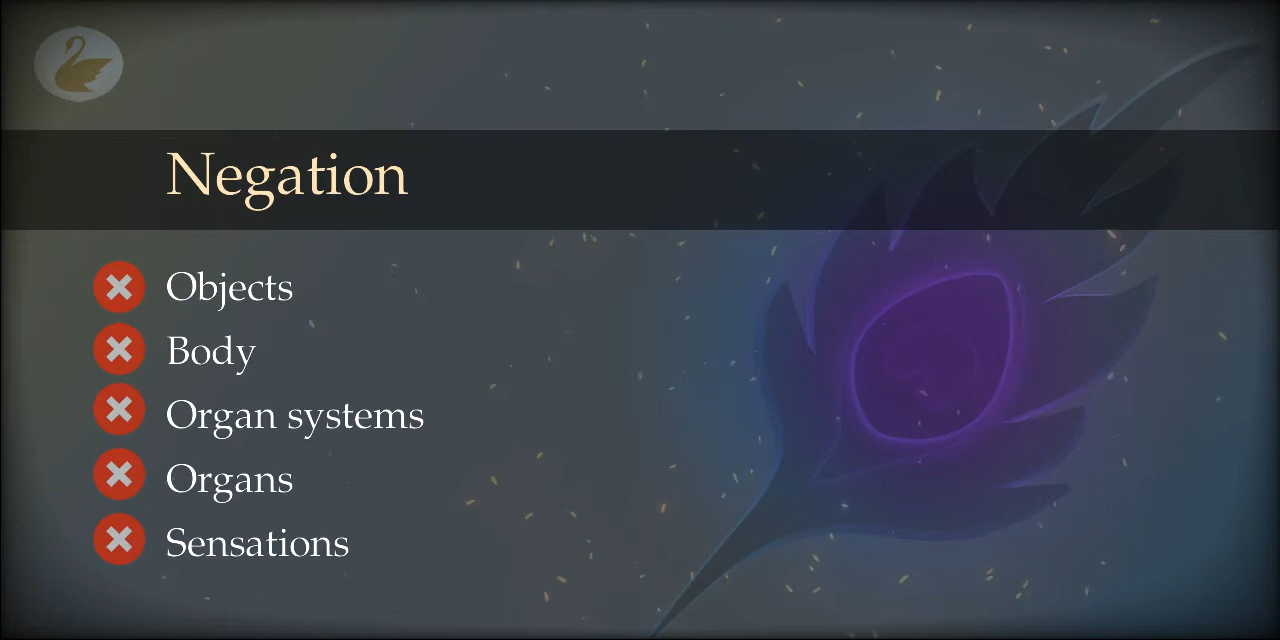 Negation
Objects
Body
Organ systems
Organs
Sensations